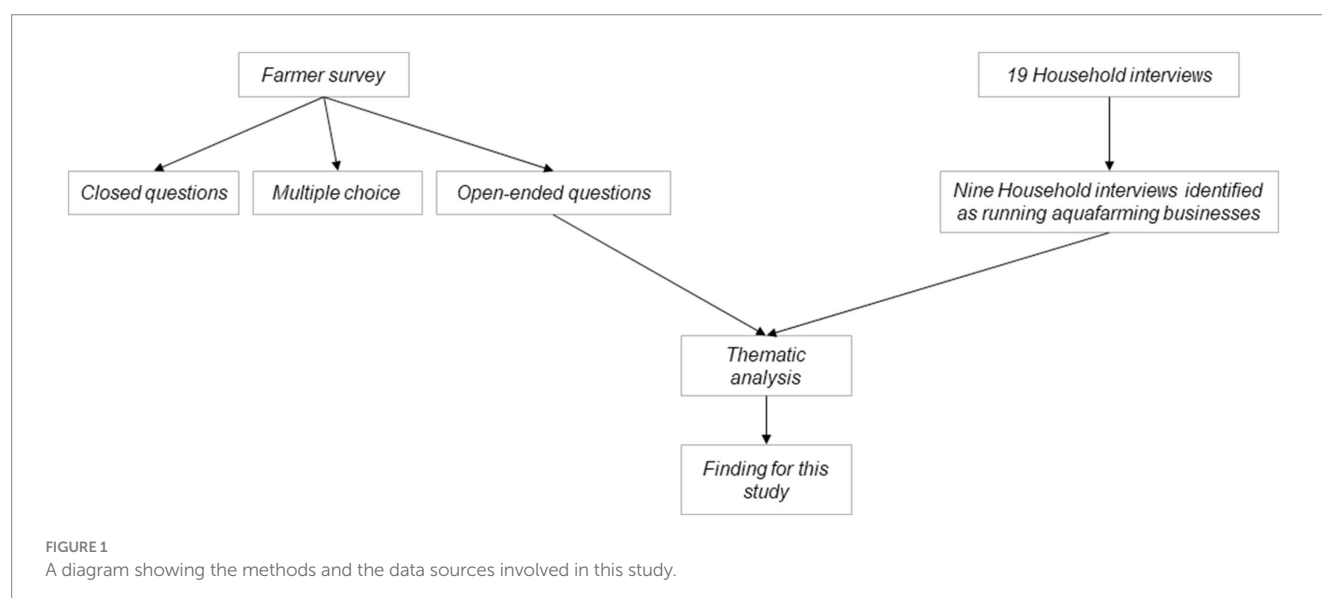 Farmer survey
19 Household interviews
Closed questions
Multiple choice
Open-ended questions
Nine Household interviews identified
as running aquafarming businesses
Thematic
analysis
Finding for this
study
FIGURE 1
A diagram showing the methods and the data sources involved in this study.